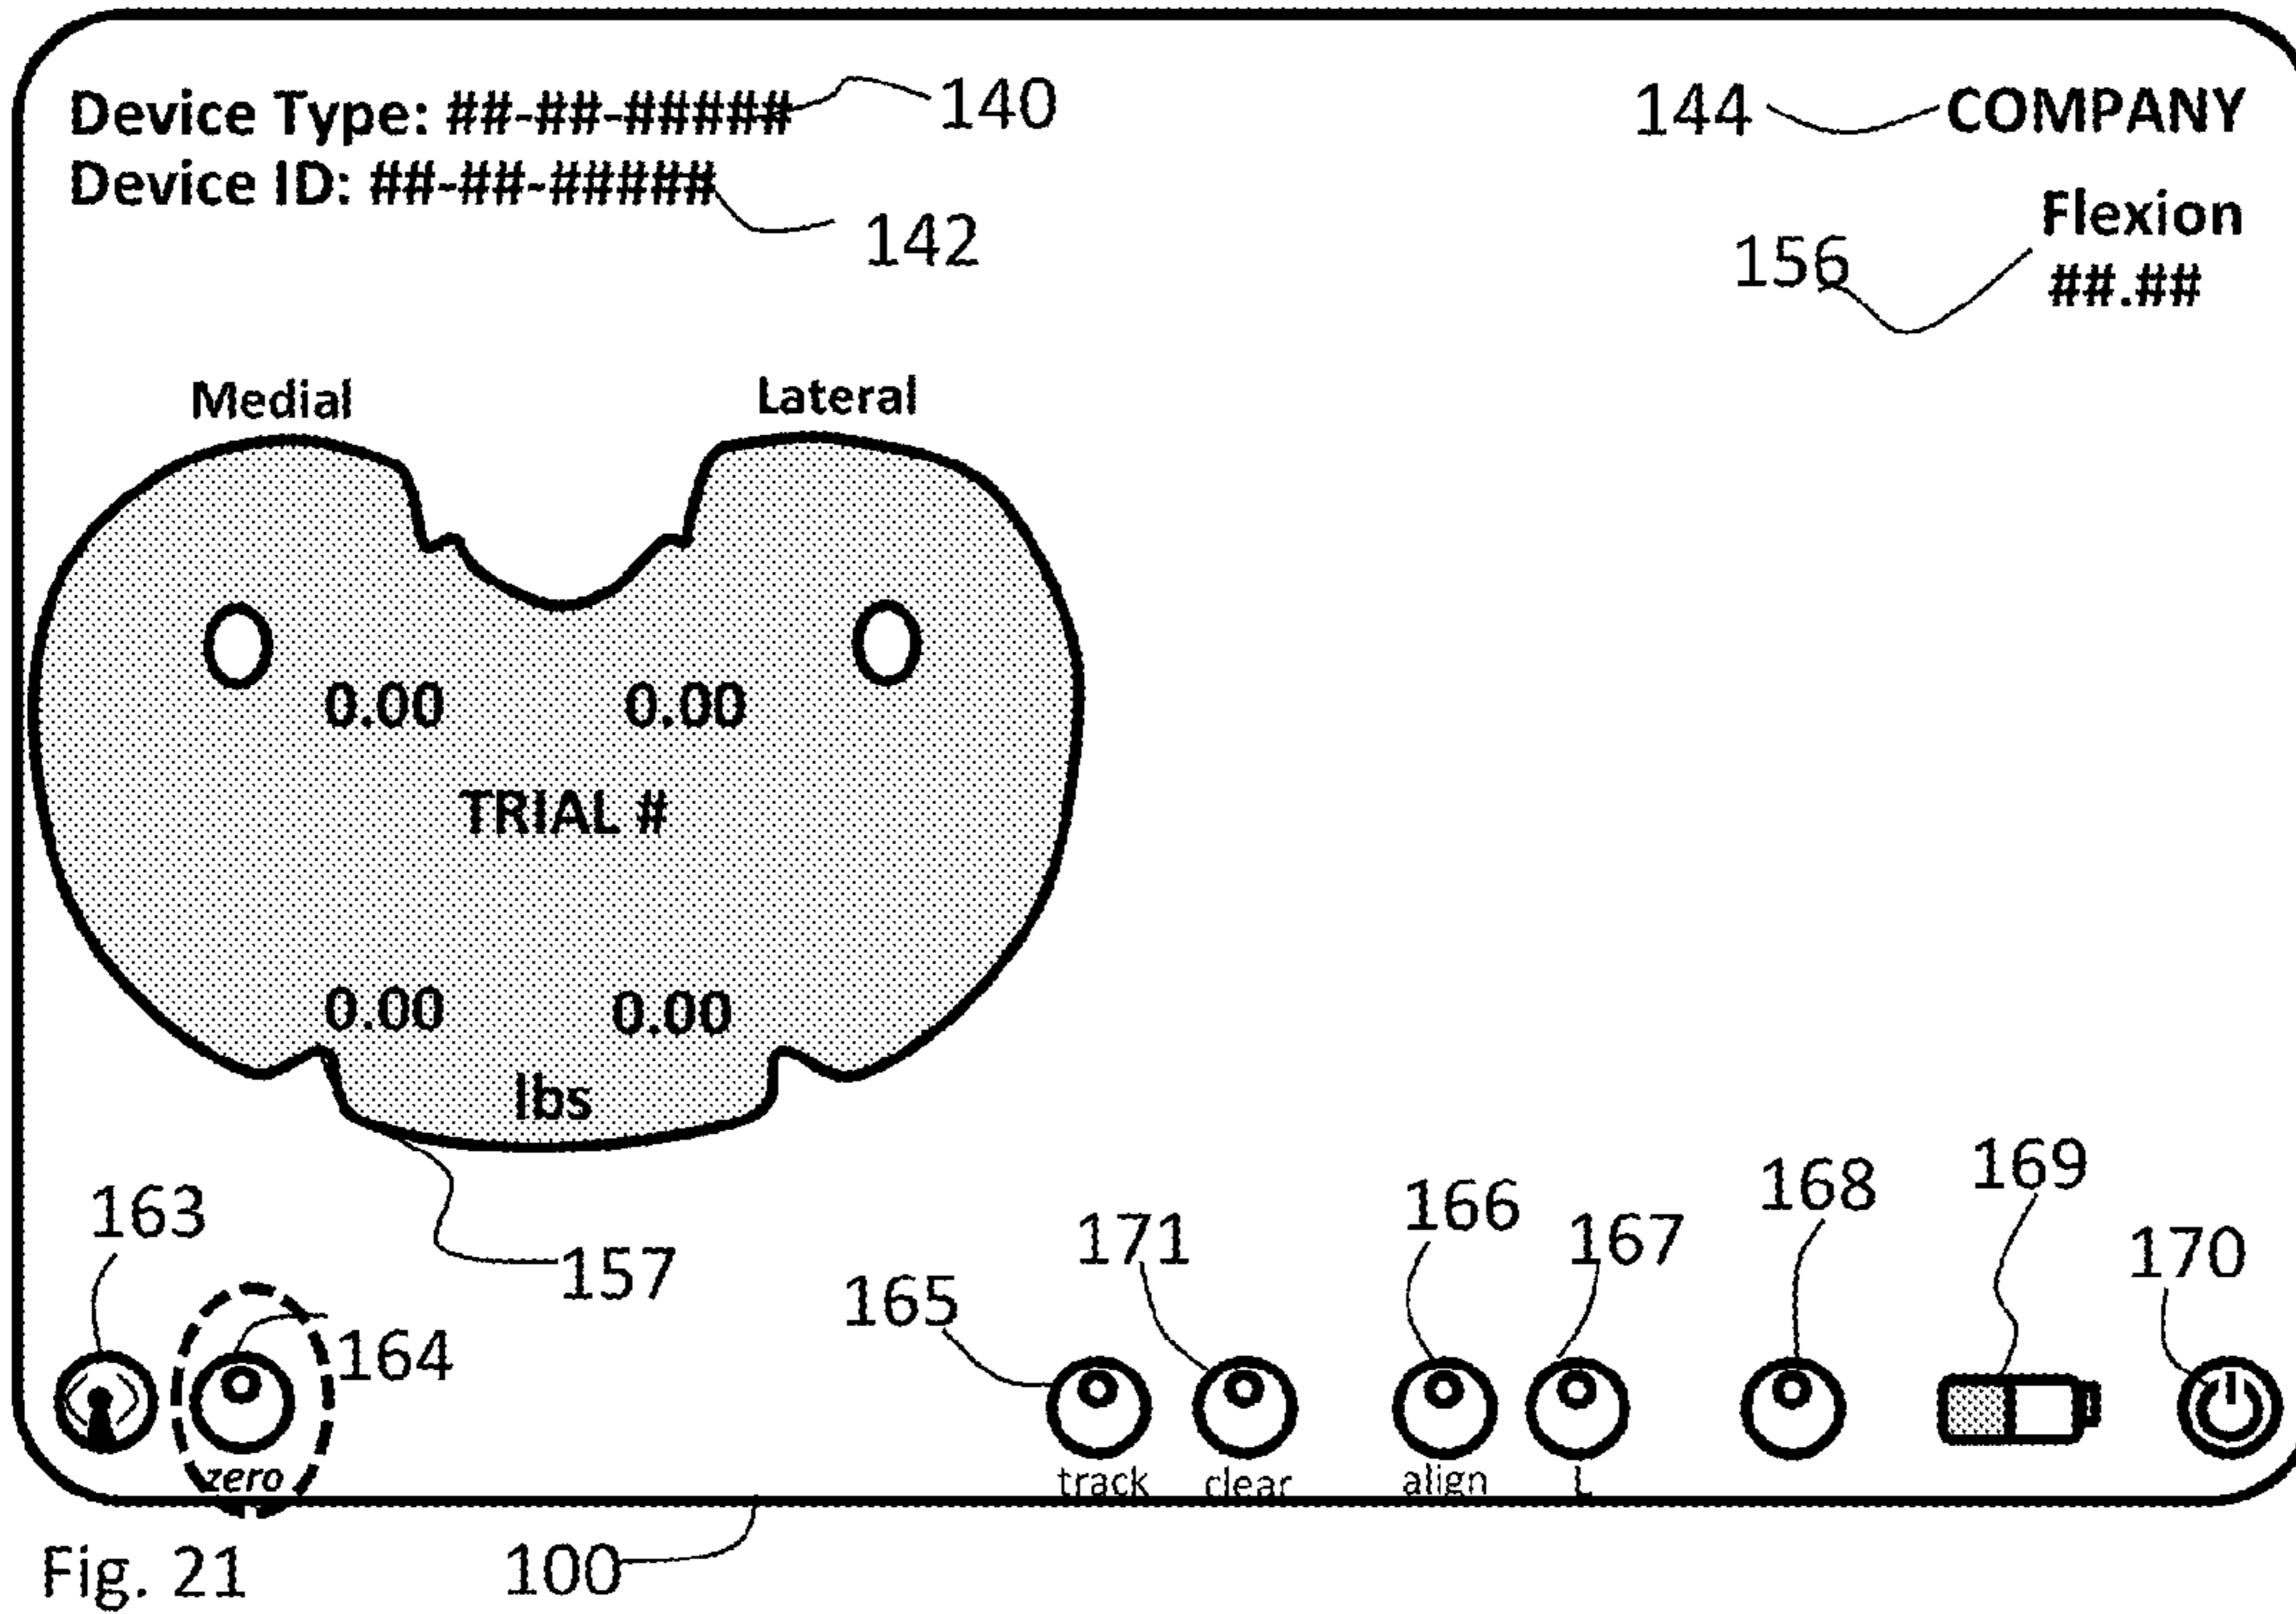 Device Type: ##-##-##### 140
144 COMPANY
Device ID: ##-##-#####
142
Flexion
156 ##.##
Medial Lateral
0.00 0.00
TRIAL #
0.00 0.00
lbs
163 157 165 171 166 167 168 169 170
164
zero track clear align L
Fig. 21 100